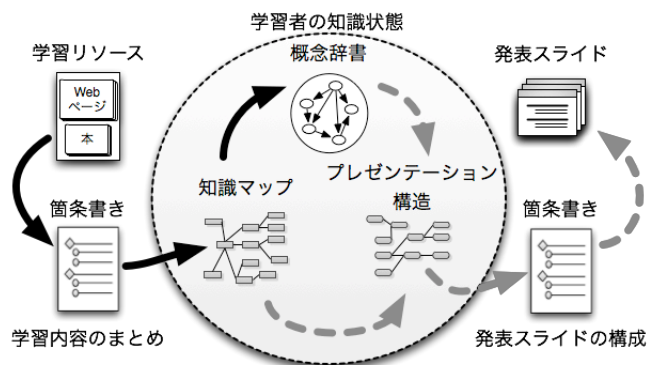 学習者の知識状態
学習リソース
概念辞書
発表スライド
Web
ページ
本
知識マップ
プレゼンテーション
構造
箇条書き
箇条書き
学習内容のまとめ
発表スライドの構成